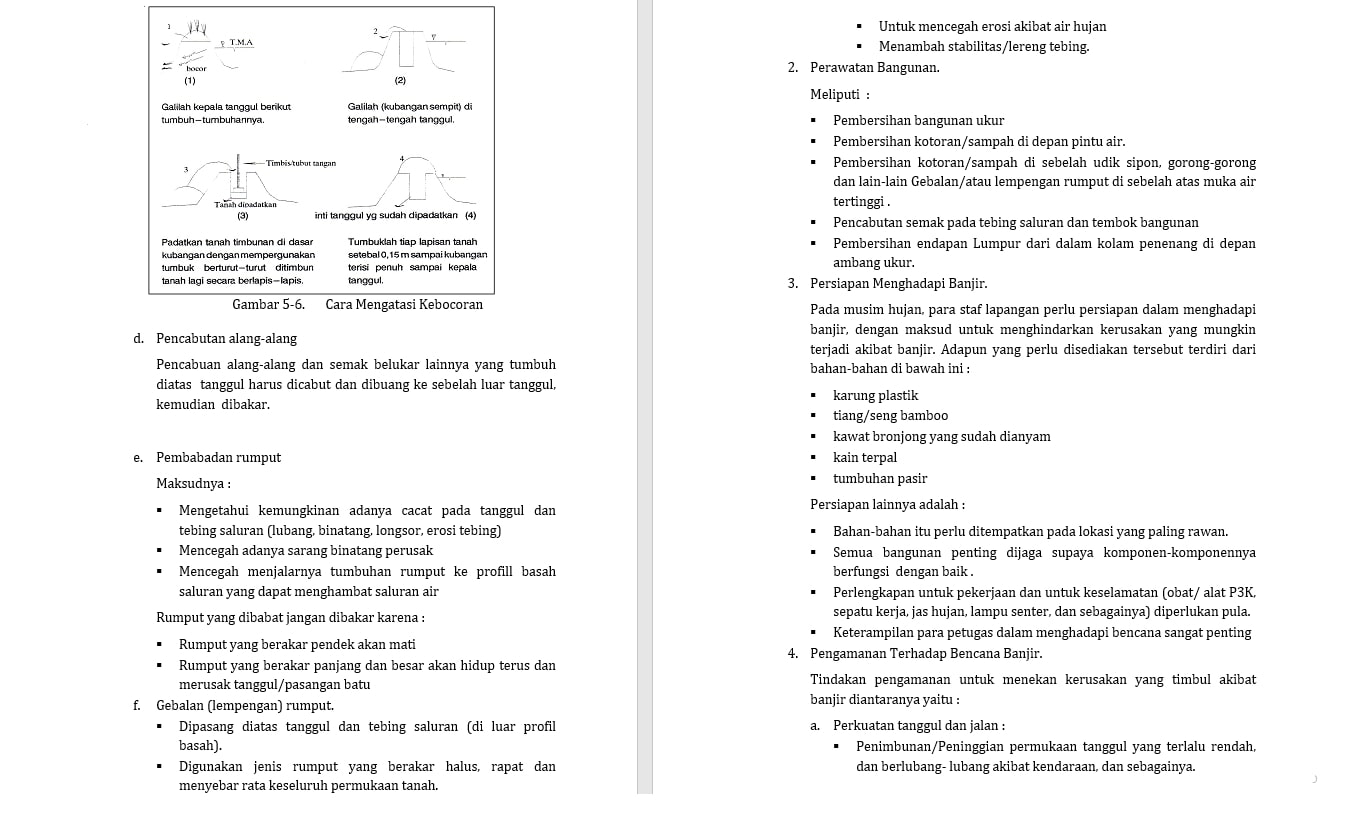 1
T.M.A
bocor
(1)
2
(2)
Galilah kepala tanggul berikut
tumbuh-tumbuhannya.
Galilah (kubangan sempit) di
tengah-tengah tanggul.
3
Timbis/tubut tangan
Tanah dipadatkan
(3)
4
inti tanggul yg sudah dipadatkan (4)
Padatkan tanah timbunan di dasar
kubangan dengan mempergunakan
tumbuk berturut-turut ditimbun
tanah lagi secara berlapis-lapis.
Tumbuklah tiap lapisan tanah
setebal 0,15 m sampai kubangan
terisi penuh sampai kepala
tanggul.
Gambar 5-6. Cara Mengatasi Kebocoran
d. Pencabutan alang-alang
Pencabuan alang-alang dan semak belukar lainnya yang tumbuh
diatas tanggul harus dicabut dan dibuang ke sebelah luar tanggul,
kemudian dibakar.
e. Pembabadan rumput
Maksudnya :
▪ Mengetahui kemungkinan adanya cacat pada tanggul dan
tebing saluran (lubang, binatang, longsor, erosi tebing)
▪ Mencegah adanya sarang binatang perusak
▪ Mencegah menjalarnya tumbuhan rumput ke profill basah
saluran yang dapat menghambat saluran air
Rumput yang dibabat jangan dibakar karena :
▪ Rumput yang berakar pendek akan mati
▪ Rumput yang berakar panjang dan besar akan hidup terus dan
merusak tanggul/pasangan batu
f. Gebalan (lempengan) rumput.
▪ Dipasang diatas tanggul dan tebing saluran (di luar profil
basah).
▪ Digunakan jenis rumput yang berakar halus, rapat dan
menyebar rata keseluruh permukaan tanah.
▪ Untuk mencegah erosi akibat air hujan
▪ Menambah stabilitas/lereng tebing.
2. Perawatan Bangunan.
Meliputi :
▪ Pembersihan bangunan ukur
▪ Pembersihan kotoran/sampah di depan pintu air.
▪ Pembersihan kotoran/sampah di sebelah udik sipon, gorong-gorong
dan lain-lain Gebalan/atau lempengan rumput di sebelah atas muka air
tertinggi .
▪ Pencabutan semak pada tebing saluran dan tembok bangunan
▪ Pembersihan endapan Lumpur dari dalam kolam penenang di depan
ambang ukur.
3. Persiapan Menghadapi Banjir.
Pada musim hujan, para staf lapangan perlu persiapan dalam menghadapi
banjir, dengan maksud untuk menghindarkan kerusakan yang mungkin
terjadi akibat banjir. Adapun yang perlu disediakan tersebut terdiri dari
bahan-bahan di bawah ini :
▪ karung plastik
▪ tiang/seng bamboo
▪ kawat bronjong yang sudah dianyam
▪ kain terpal
▪ tumbuhan pasir
Persiapan lainnya adalah :
▪ Bahan-bahan itu perlu ditempatkan pada lokasi yang paling rawan.
▪ Semua bangunan penting dijaga supaya komponen-komponennya
berfungsi dengan baik .
▪ Perlengkapan untuk pekerjaan dan untuk keselamatan (obat/ alat P3K,
sepatu kerja, jas hujan, lampu senter, dan sebagainya) diperlukan pula.
▪ Keterampilan para petugas dalam menghadapi bencana sangat penting
4. Pengamanan Terhadap Bencana Banjir.
Tindakan pengamanan untuk menekan kerusakan yang timbul akibat
banjir diantaranya yaitu :
a. Perkuatan tanggul dan jalan :
▪ Penimbunan/Peninggian permukaan tanggul yang terlalu rendah,
dan berlubang- lubang akibat kendaraan, dan sebagainya.